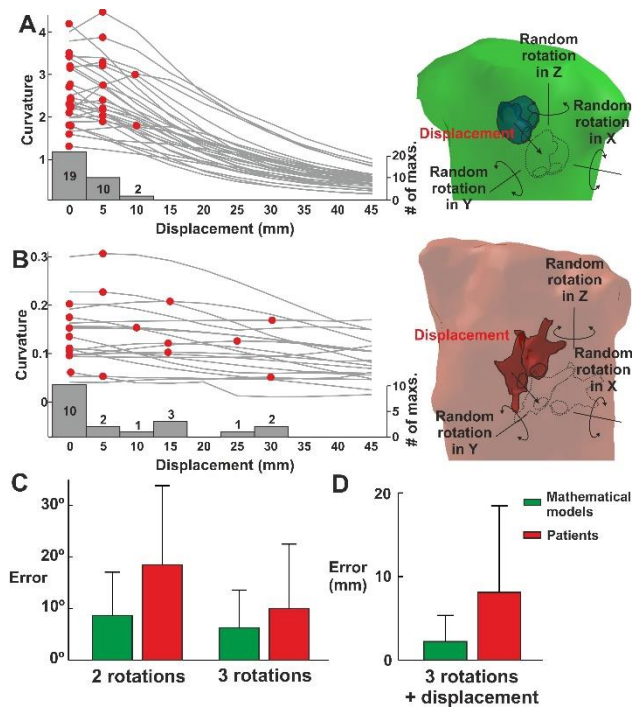 A
Curvature
4
3
2
1
19
10
2
20
10
0
# of maxs.
0 5 10 15 20 25 30 35 40 45
Displacement (mm)
Random
rotation
in Z
Displacement
Random
rotation
in X
Random
rotation
in Y
B
Curvature
0.3
0.2
0.1
0
10
2
1
3
1
2
10
5
0
# of maxs.
0 5 10 15 20 25 30 35 40 45
Displacement (mm)
Random
rotation
in Z
Displacement
Random
rotation
in X
Random
rotation
in Y
C
Error
30º
20º
10º
0º
2 rotations
3 rotations
D
Error
(mm)
20
10
0
3 rotations
+ displacement
Mathematical
models
Patients